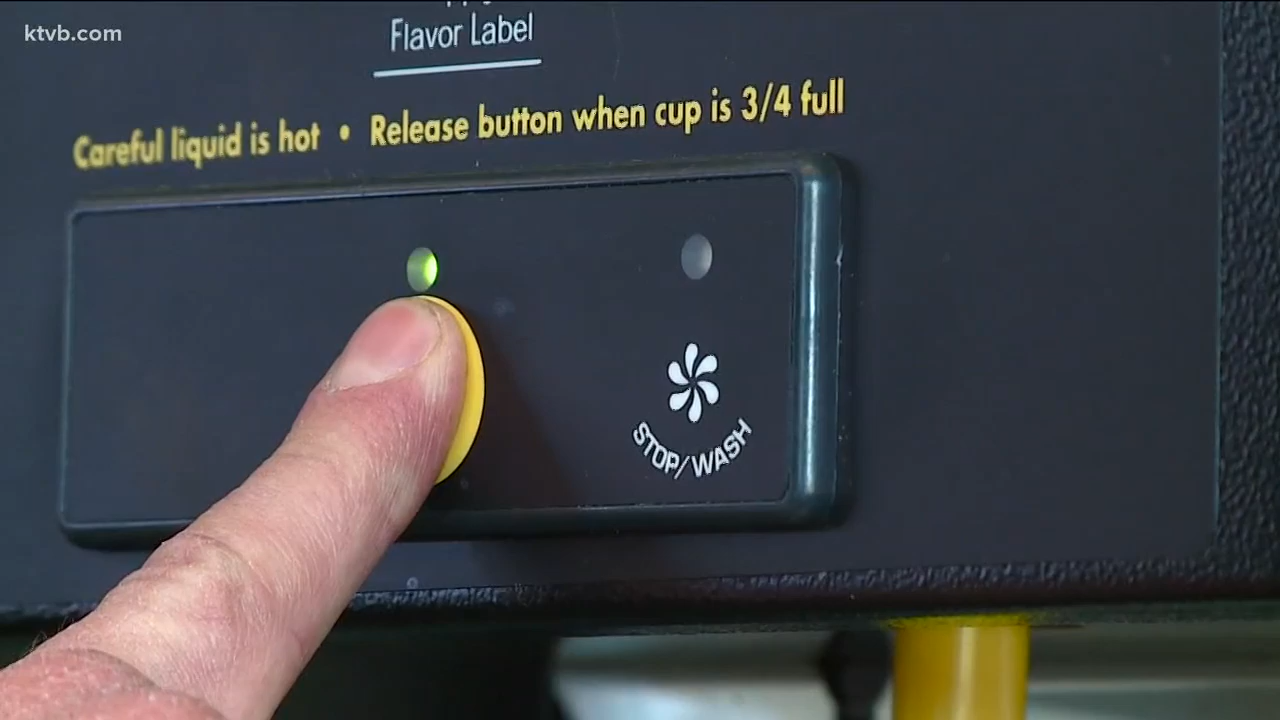 ktvb.com
Flavor Label
Careful liquid is hot • Release button when cup is 3/4 full
STOP/WASH